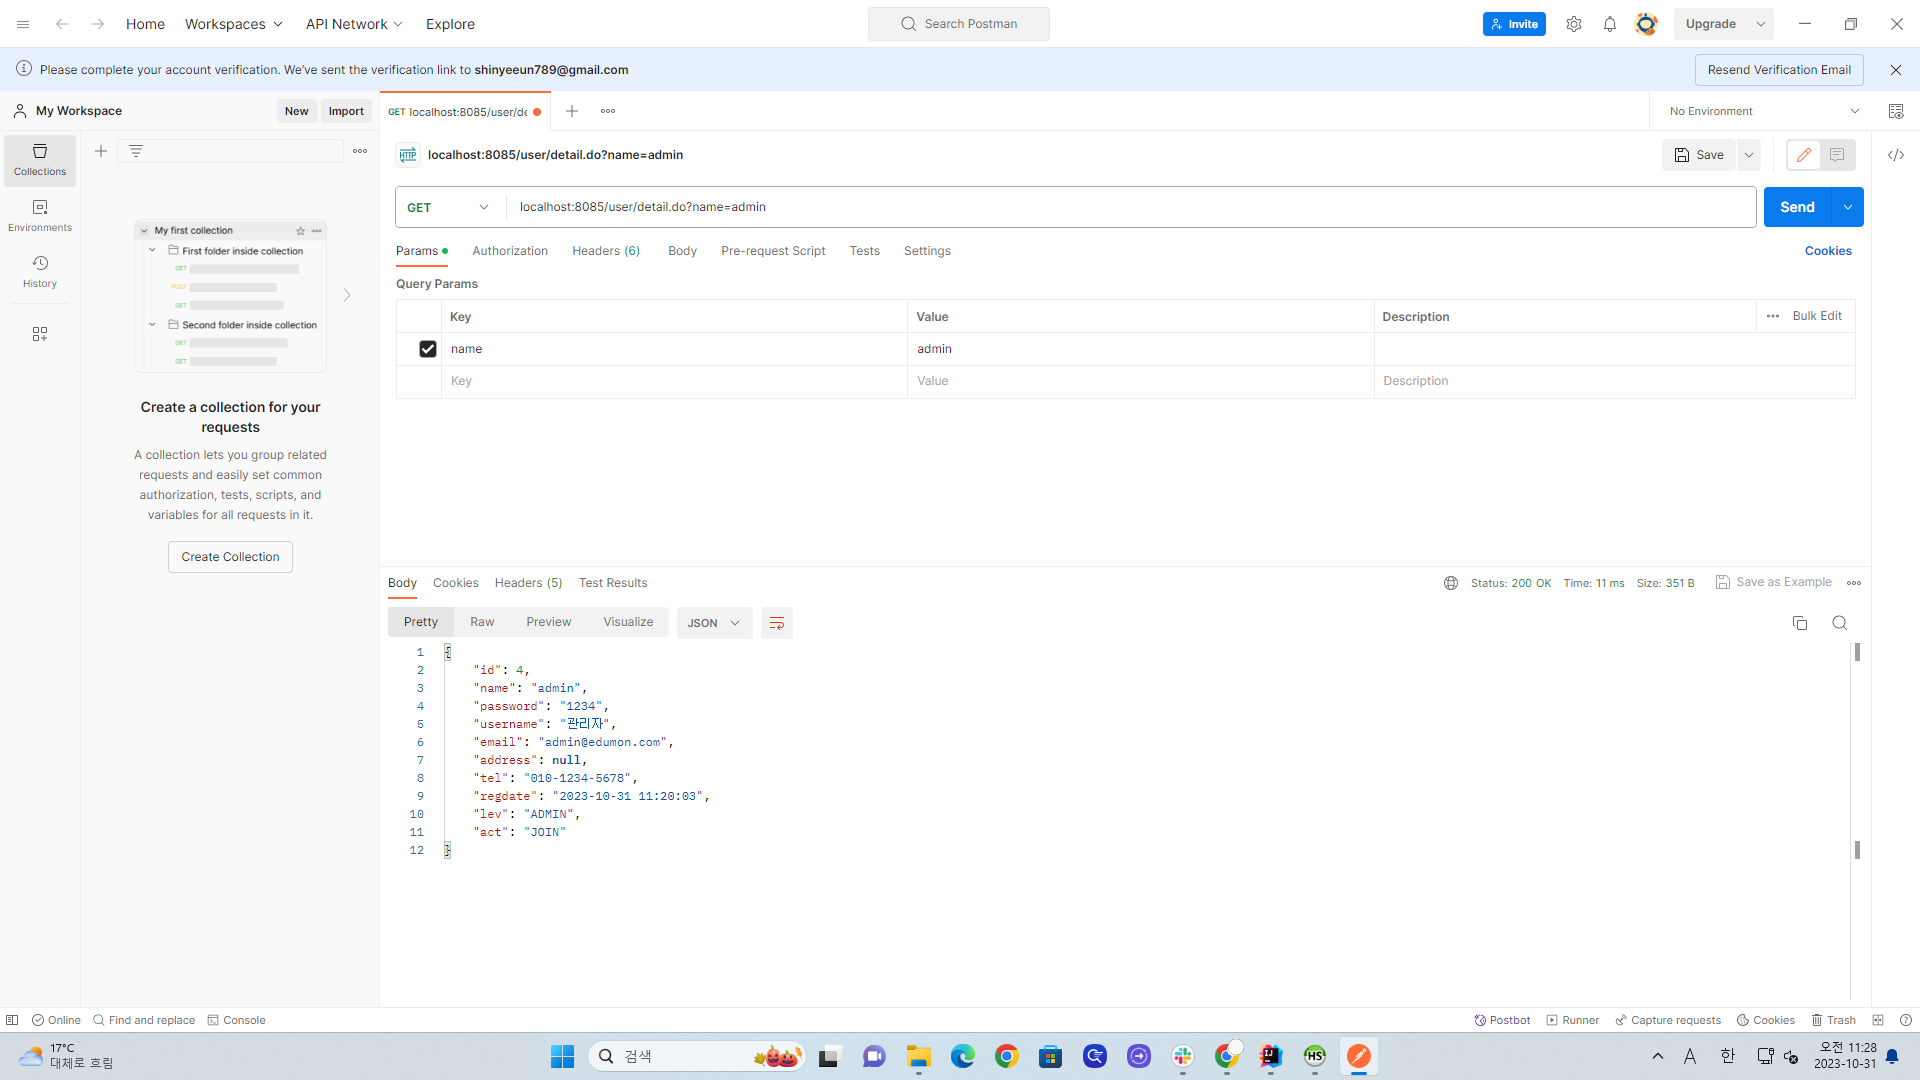 Home
Workspaces
API Network
Explore
Search Postman
Invite
Upgrade
Please complete your account verification. We've sent the verification link to shinyeeun789@gmail.com
Resend Verification Email
My Workspace
New
Import
GET localhost:8085/user/de
No Environment
Collections
Environments
History
My first collection
First folder inside collection
GET
POST
GET
Second folder inside collection
GET
GET
Create a collection for your
requests
A collection lets you group related
requests and easily set common
authorization, tests, scripts, and
variables for all requests in it.
Create Collection
HTTP localhost:8085/user/detail.do?name=admin
Save
GET
localhost:8085/user/detail.do?name=admin
Send
Params
Authorization
Headers (6)
Body
Pre-request Script
Tests
Settings
Cookies
Query Params
Key Value Description Bulk Edit
name admin
Key Value Description
Body Cookies Headers (5) Test Results
Status: 200 OK Time: 11 ms Size: 351 B Save as Example
Pretty Raw Preview Visualize JSON
1 {
2 "id": 4,
3 "name": "admin",
4 "password": "1234",
5 "username": "관리자",
6 "email": "admin@edumon.com",
7 "address": null,
8 "tel": "010-1234-5678",
9 "regdate": "2023-10-31 11:20:03",
10 "lev": "ADMIN",
11 "act": "JOIN"
12 }
Online
Find and replace
Console
Postbot
Runner
Capture requests
Cookies
Trash
17°C
대체로 흐림
검색
HS
A
한
오전 11:28
2023-10-31